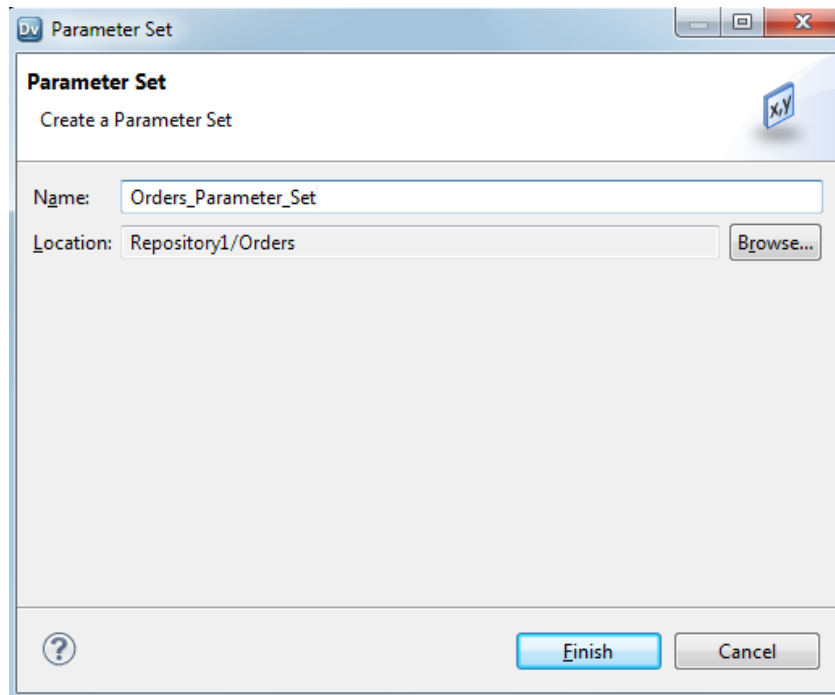 Dv Parameter Set
Parameter Set
Create a Parameter Set
x,y
Name: Orders_Parameter_Set
Location: Repository1/Orders Browse...
? Finish Cancel